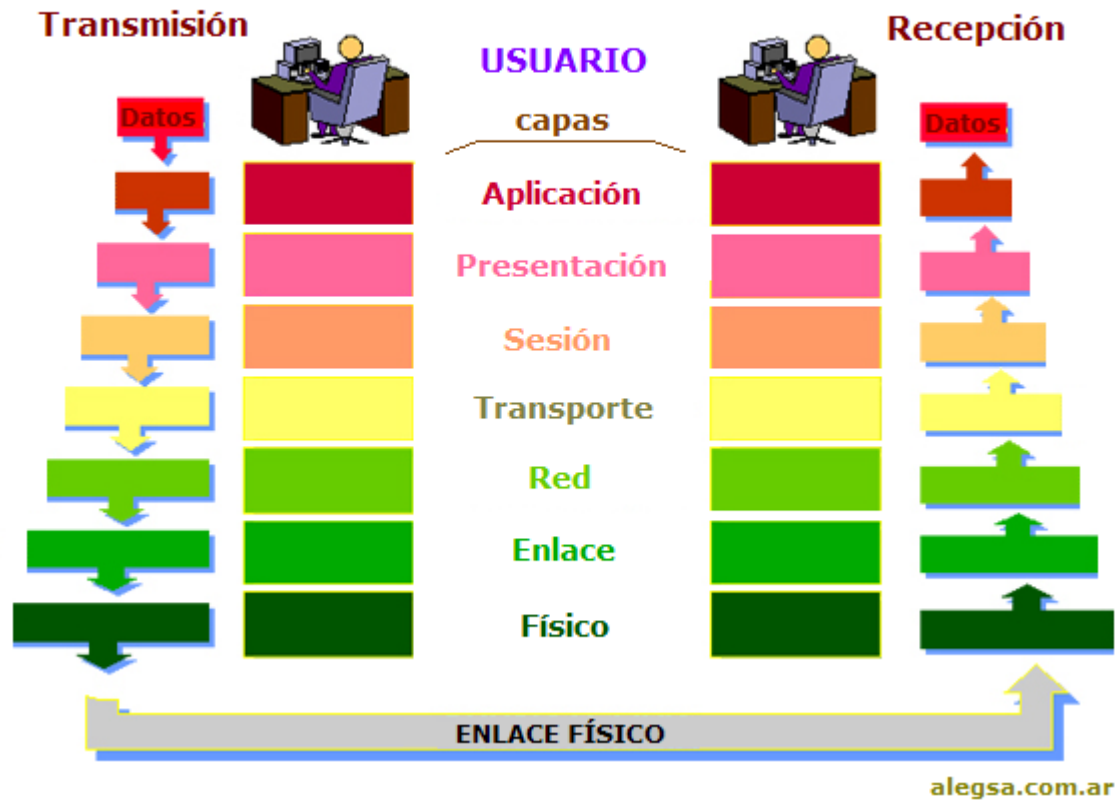 Transmisión
Recepción
USUARIO
capas
Datos
Datos
Aplicación
Presentación
Sesión
Transporte
Red
Enlace
Físico
ENLACE FÍSICO
alegsa.com.ar